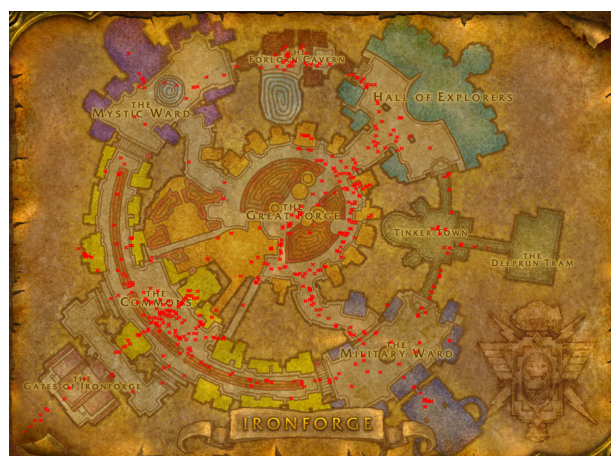 THE
FORLORN CAVERN
HALL OF EXPLORERS
THE
MYSTIC WARD
THE
GREAT FORGE
TINKER TOWN
THE
DEEPRUN TRAM
THE
COMMONS
THE
MILITARY WARD
THE
GATES OF IRONFORGE
IRONFORGE